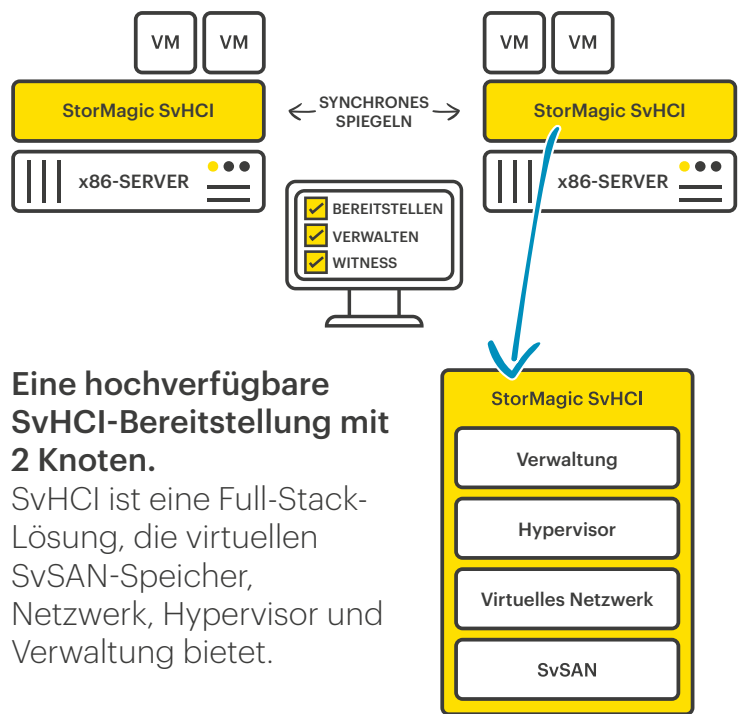 VM VM
StorMagic SvHCI
x86-SERVER
SYNCHRONES
SPIEGELN
VM VM
StorMagic SvHCI
x86-SERVER
BEREITSTELLEN
VERWALTEN
WITNESS
Eine hochverfügbare
SvHCI-Bereitstellung mit
2 Knoten.
SvHCI ist eine Full-Stack-
Lösung, die virtuellen
SvSAN-Speicher,
Netzwerk, Hypervisor und
Verwaltung bietet.
StorMagic SvHCI
Verwaltung
Hypervisor
Virtuelles Netzwerk
SvSAN